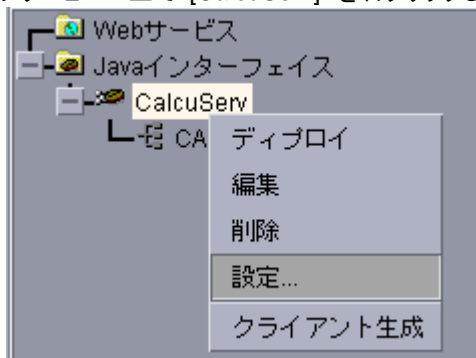 Webサービス
Javaインターフェイス
CalcuServ
CA
ディプロイ
編集
削除
設定...
クライアント生成